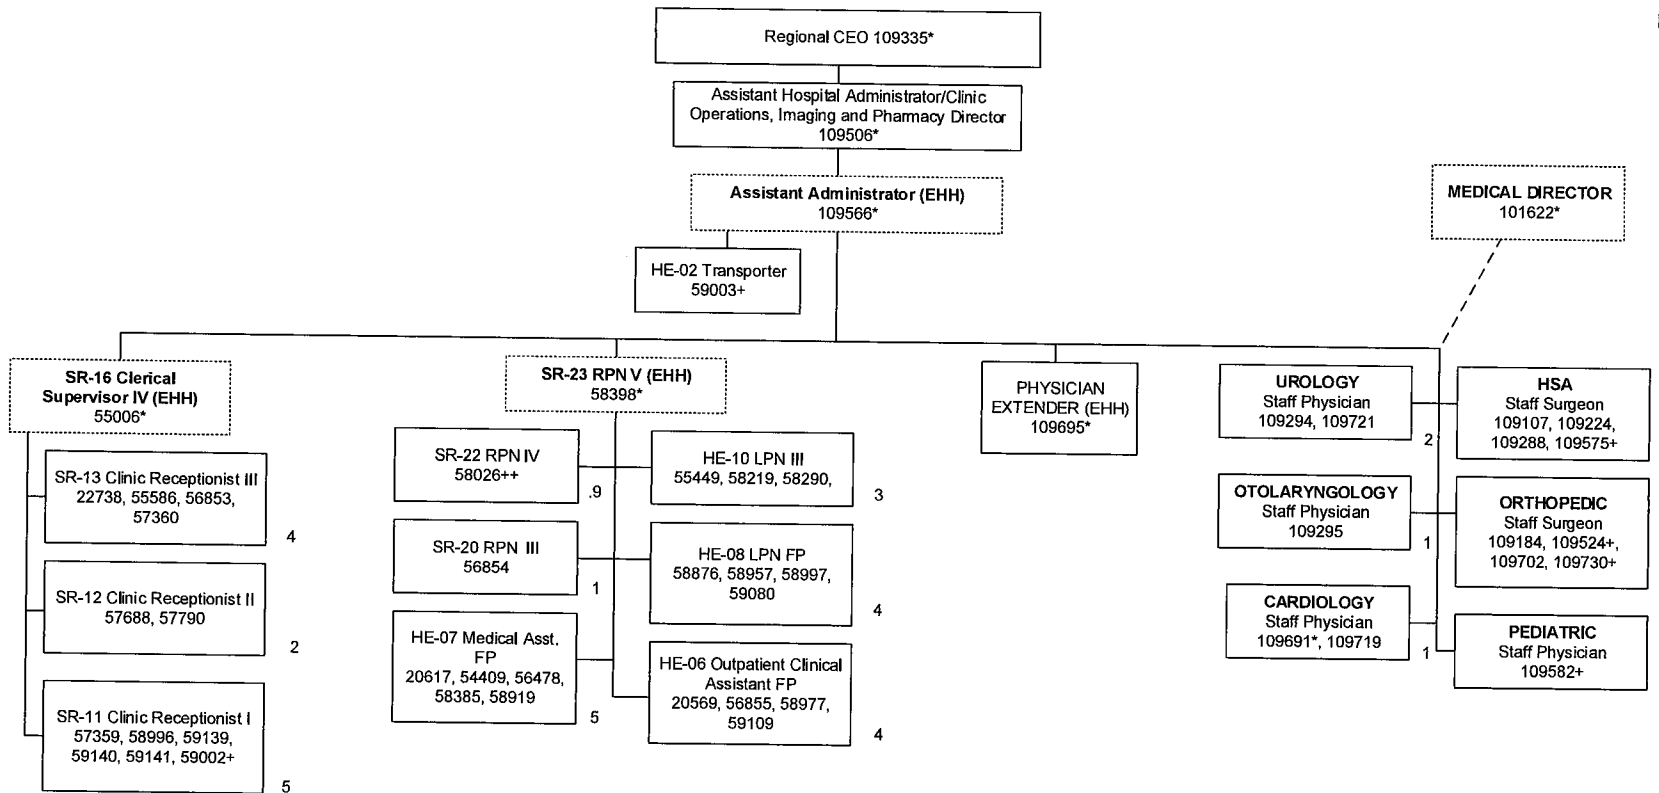 Regional CEO 109335*
Assistant Hospital Administrator/Clinic
Operations, Imaging and Pharmacy Director
109506*
Assistant Administrator (EHH)
109566*
MEDICAL DIRECTOR
101622*
HE-02 Transporter
59003+
SR-16 Clerical
Supervisor IV (EHH)
55006*
SR-13 Clinic Receptionist III
22738, 55586, 56853,
57360
4
SR-12 Clinic Receptionist II
57688, 57790
2
SR-11 Clinic Receptionist I
57359, 58996, 59139,
59140, 59141, 59002+
5
SR-23 RPN V (EHH)
58398*
SR-22 RPN IV
58026++
.9
HE-10 LPN III
55449, 58219, 58290,
3
SR-20 RPN III
56854
1
HE-08 LPN FP
58876, 58957, 58997,
59080
4
HE-07 Medical Asst.
FP
20617, 54409, 56478,
58385, 58919
5
HE-06 Outpatient Clinical
Assistant FP
20569, 56855, 58977,
59109
4
PHYSICIAN
EXTENDER (EHH)
109695*
UROLOGY
Staff Physician
109294, 109721
2
HSA
Staff Surgeon
109107, 109224,
109288, 109575+
OTOLARYNGOLOGY
Staff Physician
109295
1
ORTHOPEDIC
Staff Surgeon
109184, 109524+,
109702, 109730+
CARDIOLOGY
Staff Physician
109691*, 109719
1
PEDIATRIC
Staff Physician
109582+